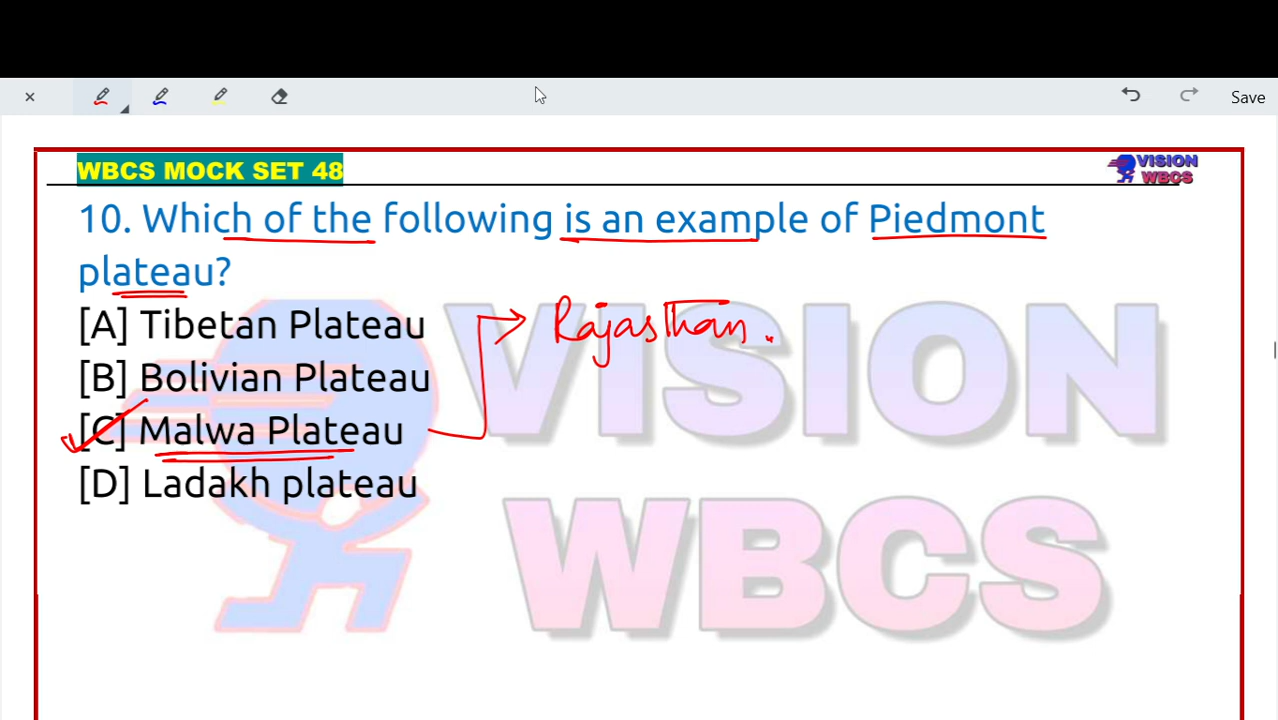 Save
WBCS MOCK SET 48
VISION
WBCS
10. Which of the following is an example of Piedmont
plateau?
[A] Tibetan Plateau
Rajasthan.
[B] Bolivian Plateau
[C] Malwa Plateau
[D] Ladakh plateau
VISION
WBCS